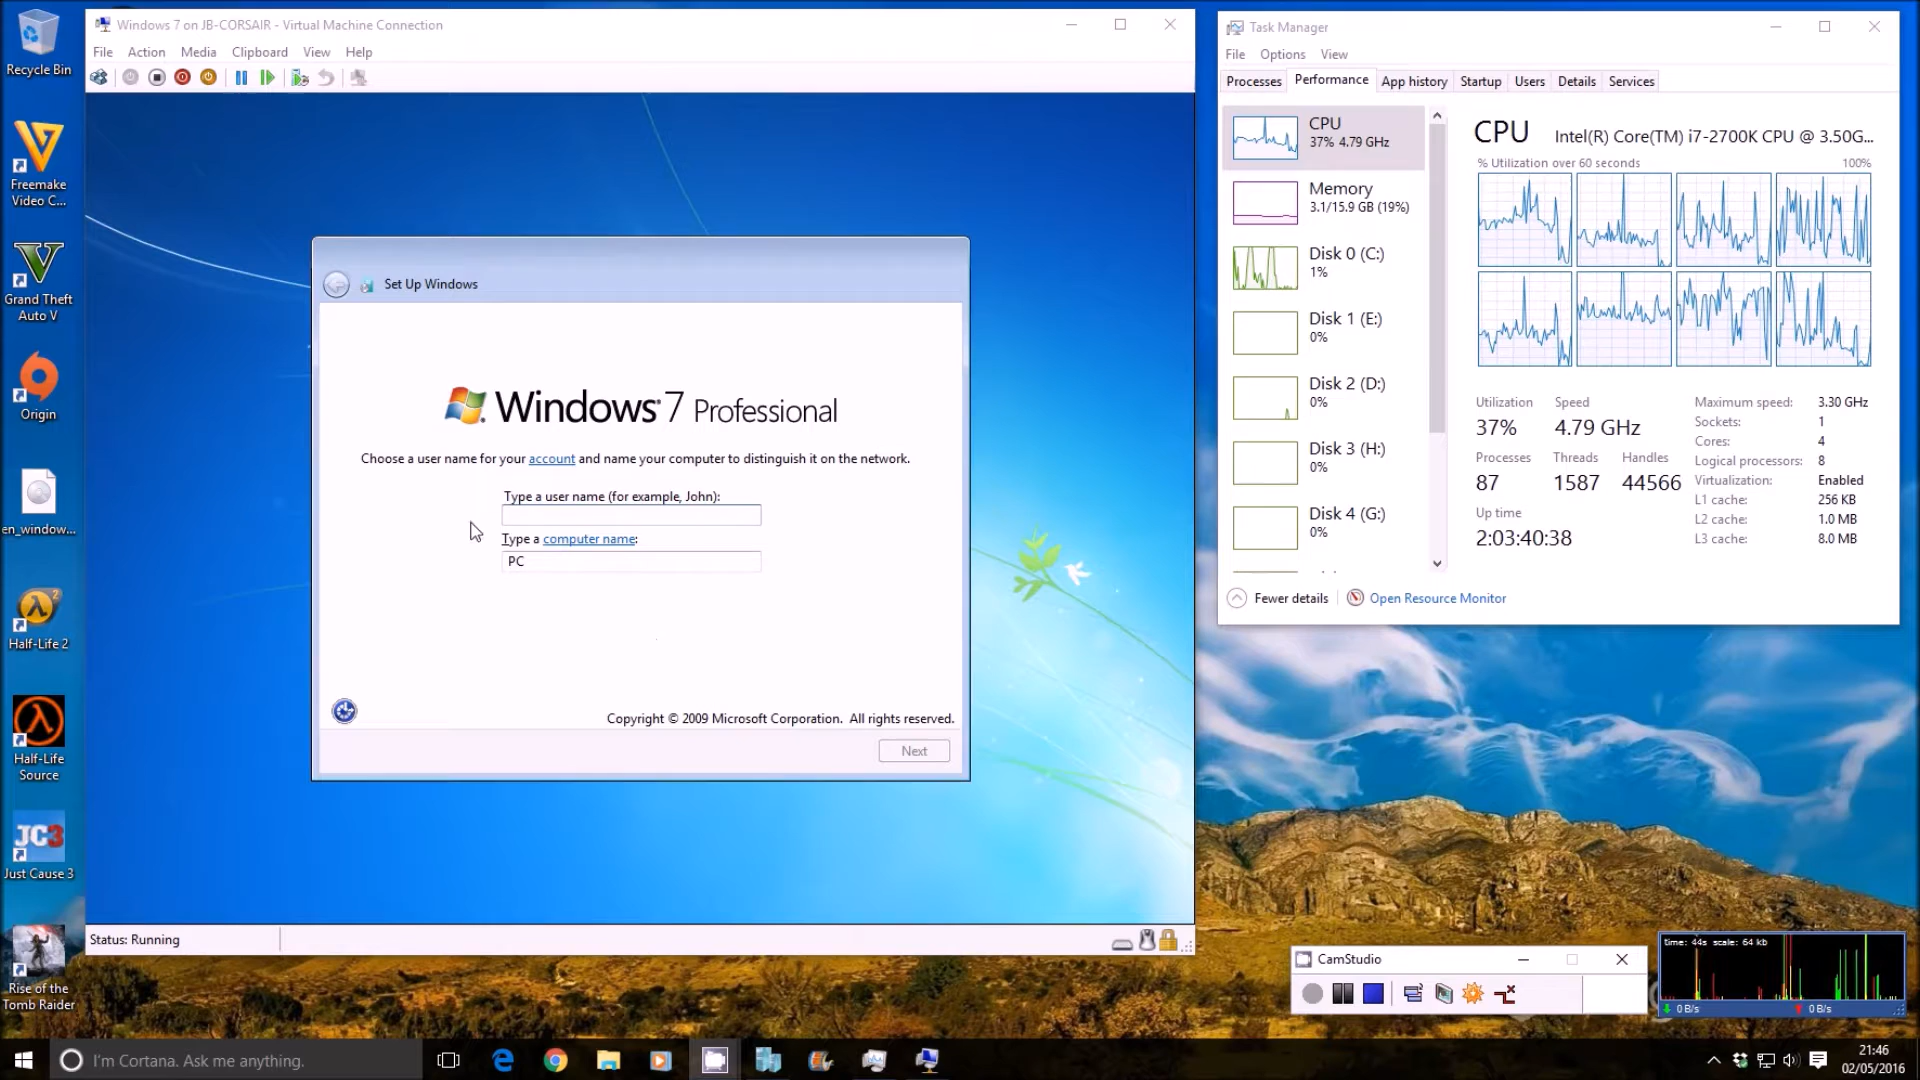 Recycle Bin
Freemake
Video C...
Grand Theft
Auto V
Origin
en_window...
Half-Life 2
Half-Life
Source
JC3
Just Cause 3
Rise of the
Tomb Raider
Windows 7 on JB-CORSAIR - Virtual Machine Connection
File Action Media Clipboard View Help
Set Up Windows
Windows 7 Professional
Choose a user name for your account and name your computer to distinguish it on the network.
Type a user name (for example, John):
Type a computer name:
PC
Copyright © 2009 Microsoft Corporation. All rights reserved.
Next
Status: Running
Task Manager
File Options View
Processes Performance App history Startup Users Details Services
CPU
37% 4.79 GHz
Memory
3.1/15.9 GB (19%)
Disk 0 (C:)
1%
Disk 1 (E:)
0%
Disk 2 (D:)
0%
Disk 3 (H:)
0%
Disk 4 (G:)
0%
CPU Intel(R) Core(TM) i7-2700K CPU @ 3.50G...
% Utilization over 60 seconds 100%
Utilization Speed
37% 4.79 GHz
Processes Threads Handles
87 1587 44566
Up time
2:03:40:38
Maximum speed: 3.30 GHz
Sockets: 1
Cores: 4
Logical processors: 8
Virtualization: Enabled
L1 cache: 256 KB
L2 cache: 1.0 MB
L3 cache: 8.0 MB
Fewer details Open Resource Monitor
CamStudio
time: 44s scale: 64 kb
0 B/s 0 B/s
I'm Cortana. Ask me anything.
21:46
02/05/2016